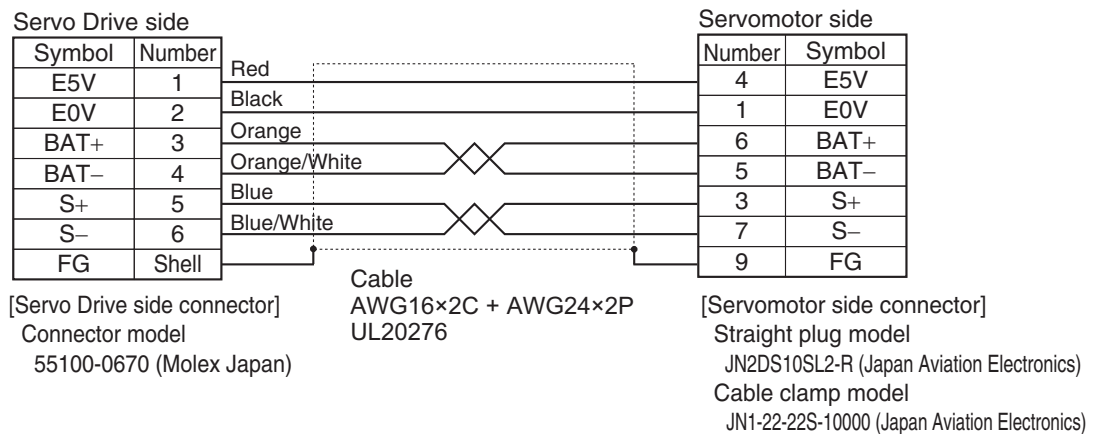 Servo Drive side
Servomotor side
Symbol Number
Number Symbol
E5V 1 Red 4 E5V
E0V 2 Black 1 E0V
BAT+ 3 Orange 6 BAT+
BAT− 4 Orange/White 5 BAT−
S+ 5 Blue 3 S+
S− 6 Blue/White 7 S−
FG Shell 9 FG
Cable
AWG16×2C + AWG24×2P
UL20276
[Servo Drive side connector]
Connector model
55100-0670 (Molex Japan)
[Servomotor side connector]
Straight plug model
JN2DS10SL2-R (Japan Aviation Electronics)
Cable clamp model
JN1-22-22S-10000 (Japan Aviation Electronics)